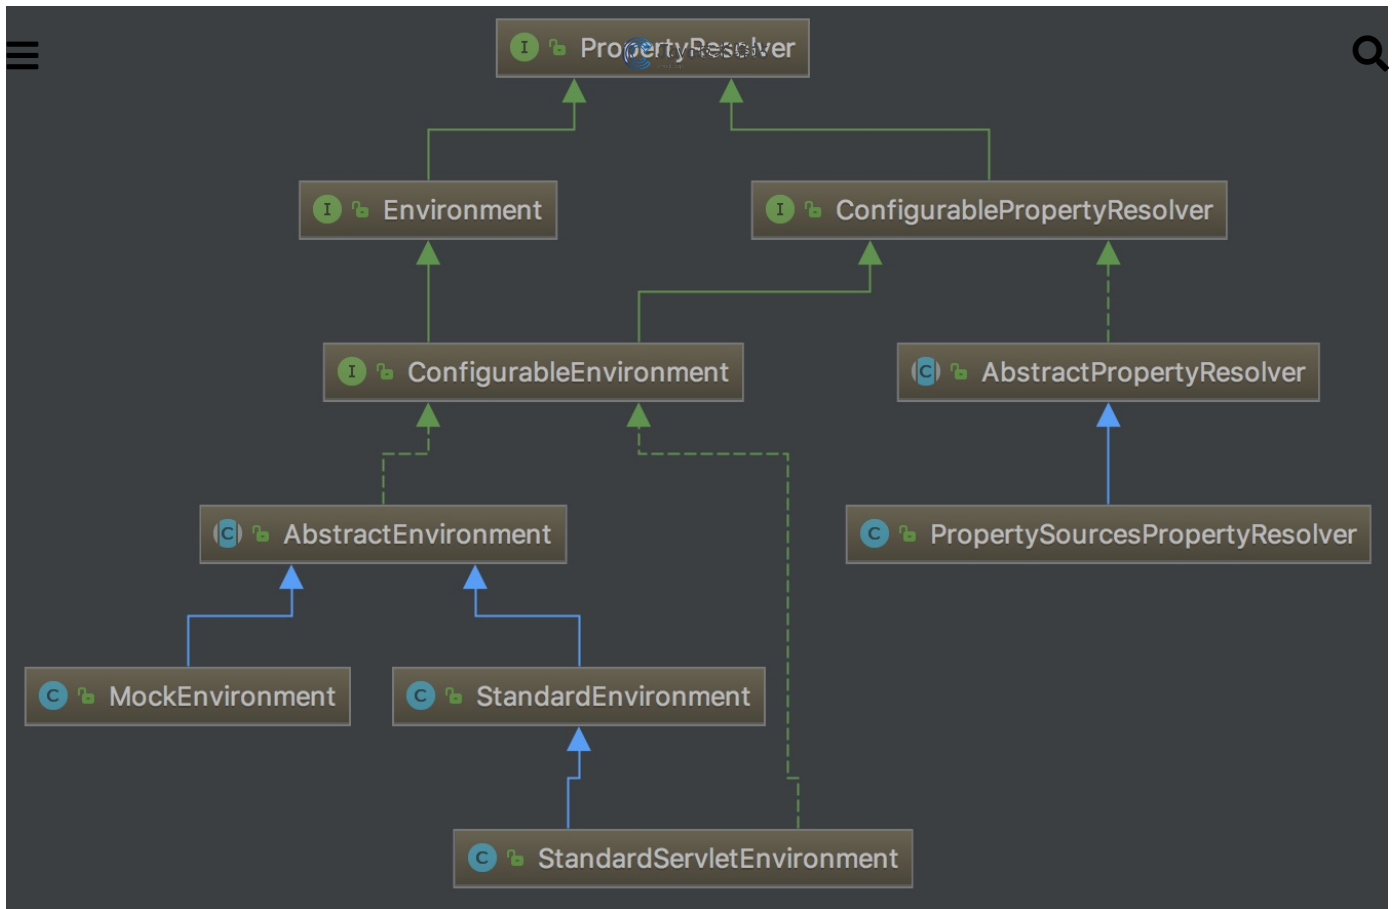 I PropertyResolver
I Environment
I ConfigurablePropertyResolver
I ConfigurableEnvironment
C AbstractPropertyResolver
C AbstractEnvironment
C PropertySourcesPropertyResolver
C MockEnvironment
C StandardEnvironment
C StandardServletEnvironment